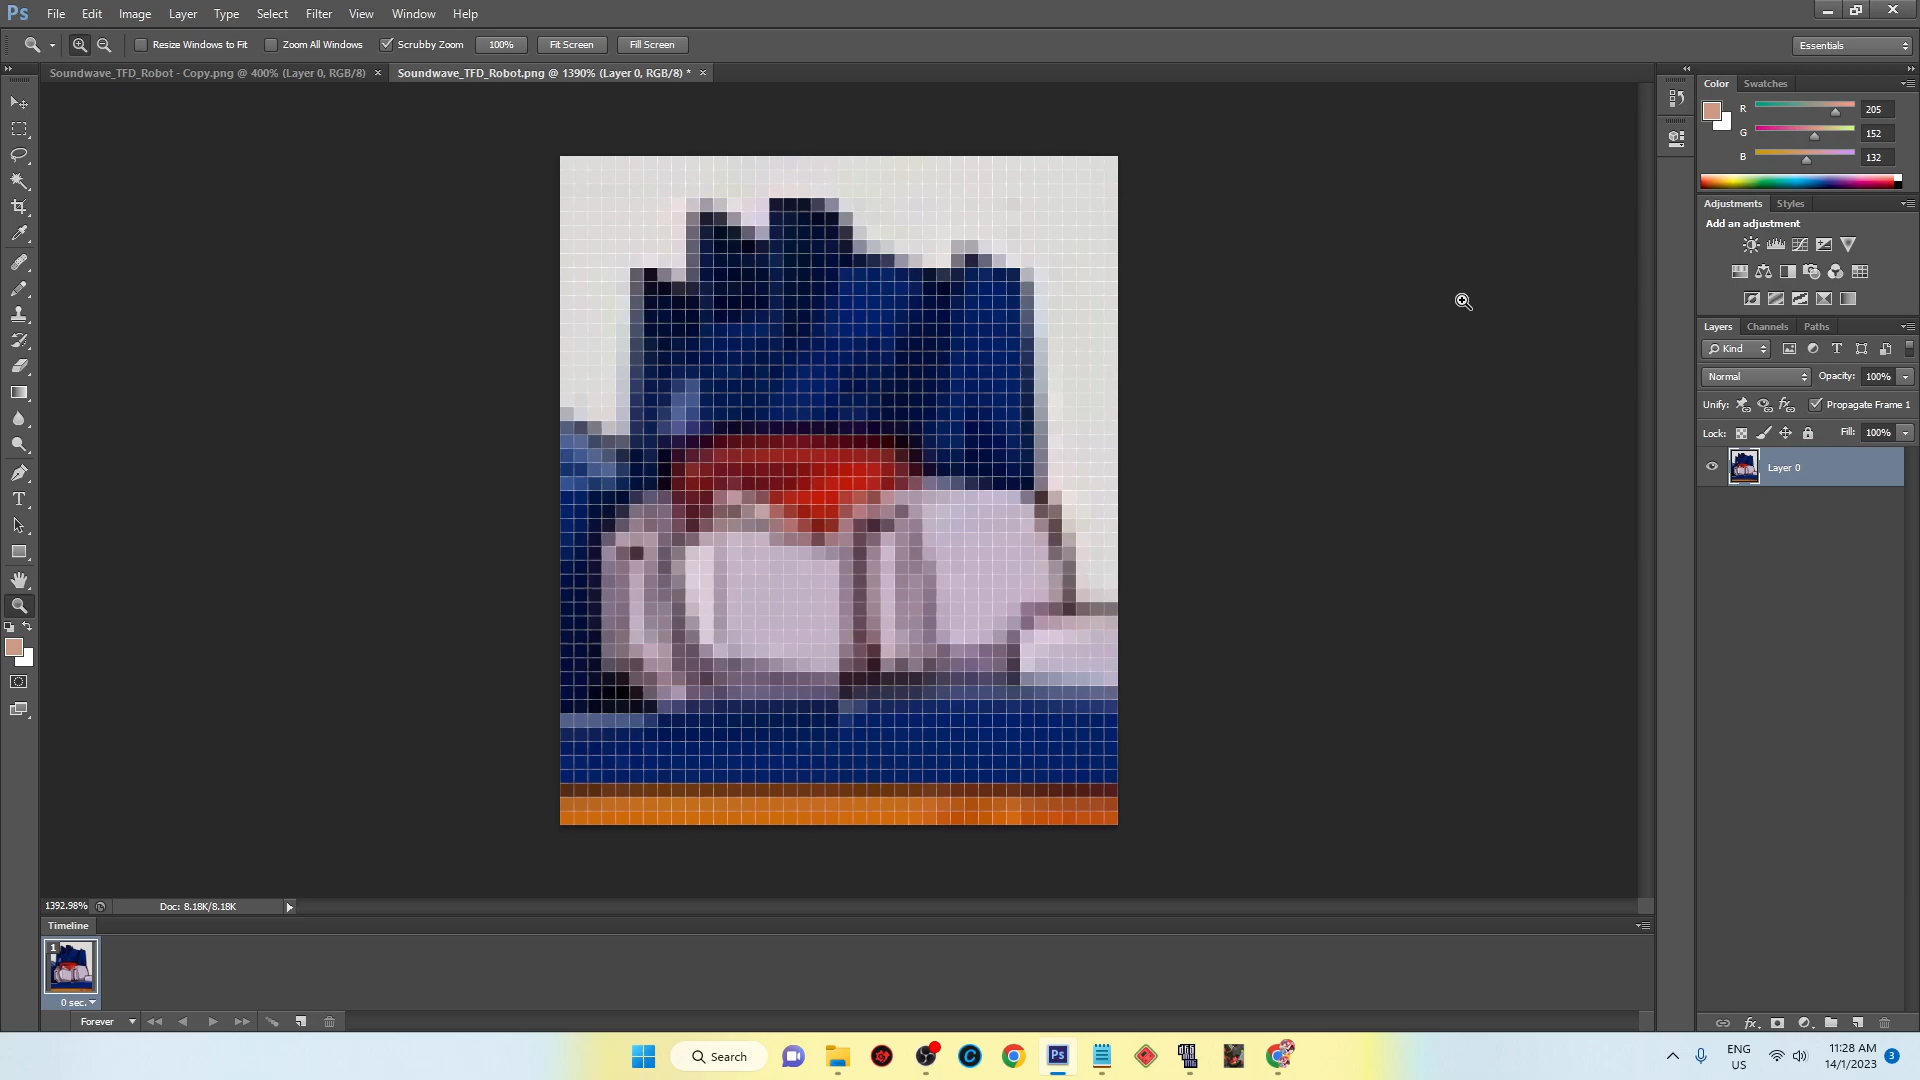 Ps File Edit Image Layer Type Select Filter View Window Help
Resize Windows to Fit Zoom All Windows Scrubby Zoom 100% Fit Screen Fill Screen Essentials
Soundwave_TFD_Robot - Copy.png @ 400% (Layer 0, RGB/8) × Soundwave_TFD_Robot.png @ 1390% (Layer 0, RGB/8) * ×
Color Swatches
R 205
G 152
B 132
Adjustments Styles
Add an adjustment
Layers Channels Paths
Kind
Normal Opacity: 100%
Unify: Propagate Frame 1
Lock: Fill: 100%
Layer 0
1392.98% Doc: 8.18K/8.18K
Timeline
1
0 sec.
Forever
Search
Ps
ENG
US
11:28 AM
14/1/2023
3